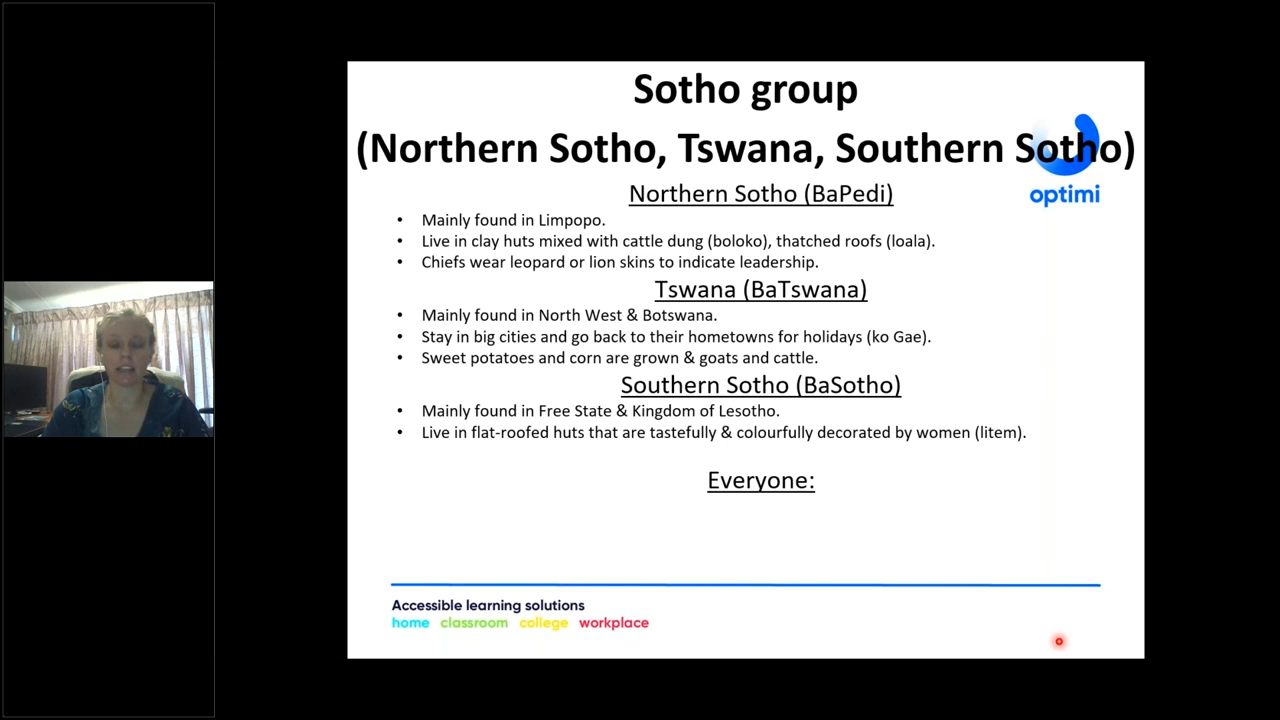 Sotho group
(Northern Sotho, Tswana, Southern Sotho)
optimi
Northern Sotho (BaPedi)
• Mainly found in Limpopo.
• Live in clay huts mixed with cattle dung (boloko), thatched roofs (loala).
• Chiefs wear leopard or lion skins to indicate leadership.
Tswana (BaTswana)
• Mainly found in North West & Botswana.
• Stay in big cities and go back to their hometowns for holidays (ko Gae).
• Sweet potatoes and corn are grown & goats and cattle.
Southern Sotho (BaSotho)
• Mainly found in Free State & Kingdom of Lesotho.
• Live in flat-roofed huts that are tastefully & colourfully decorated by women (litem).
Everyone:
Accessible learning solutions
home classroom college workplace